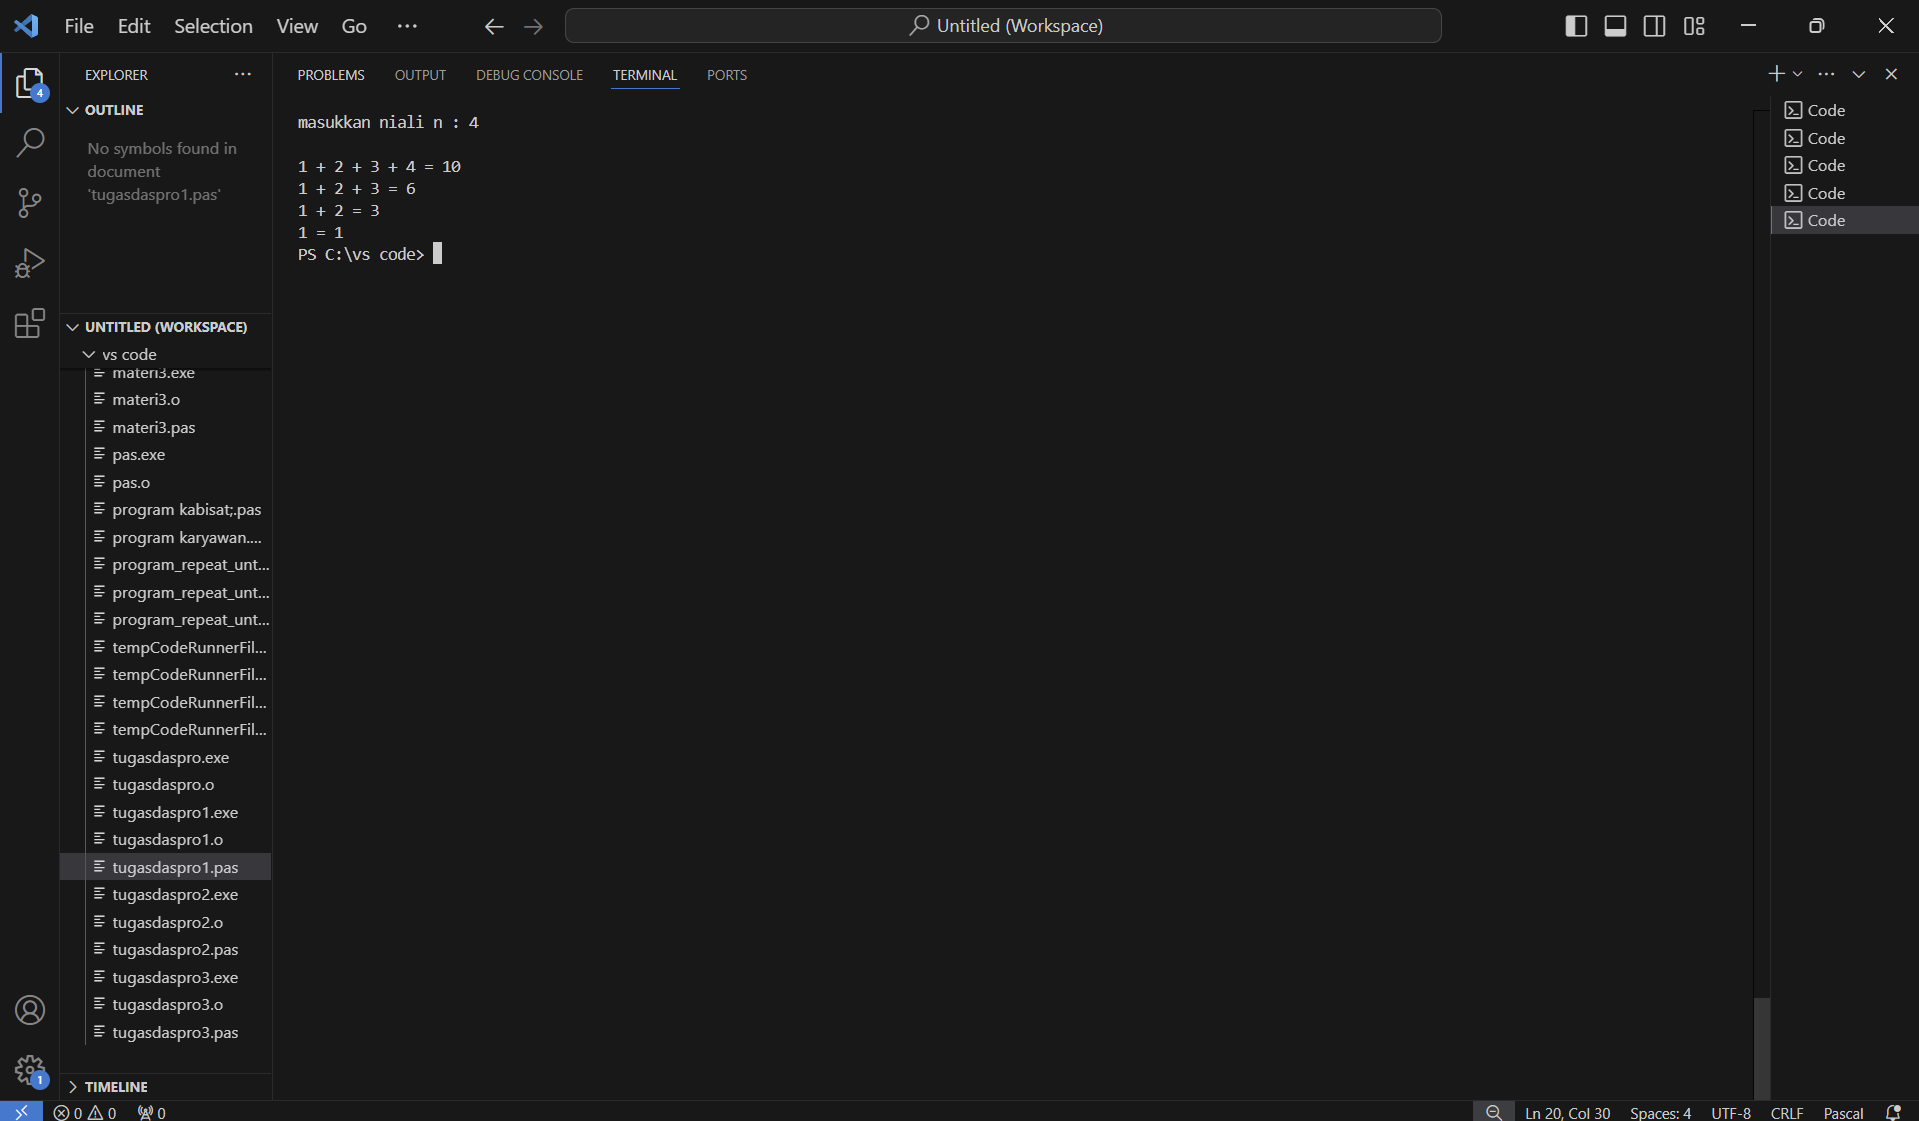 File Edit Selection View Go ···
Untitled (Workspace)
EXPLORER ···
4
OUTLINE
No symbols found in
document
'tugasdaspro1.pas'
UNTITLED (WORKSPACE)
vs code
materi3.exe
materi3.o
materi3.pas
pas.exe
pas.o
program kabisat;.pas
program karyawan....
program_repeat_unt...
program_repeat_unt...
program_repeat_unt...
tempCodeRunnerFil...
tempCodeRunnerFil...
tempCodeRunnerFil...
tempCodeRunnerFil...
tugasdaspro.exe
tugasdaspro.o
tugasdaspro1.exe
tugasdaspro1.o
tugasdaspro1.pas
tugasdaspro2.exe
tugasdaspro2.o
tugasdaspro2.pas
tugasdaspro3.exe
tugasdaspro3.o
tugasdaspro3.pas
1
TIMELINE
PROBLEMS OUTPUT DEBUG CONSOLE TERMINAL PORTS
masukkan niali n : 4
1 + 2 + 3 + 4 = 10
1 + 2 + 3 = 6
1 + 2 = 3
1 = 1
PS C:\vs code>
Code
Code
Code
Code
Code
0 0 0
Ln 20, Col 30 Spaces: 4 UTF-8 CRLF Pascal